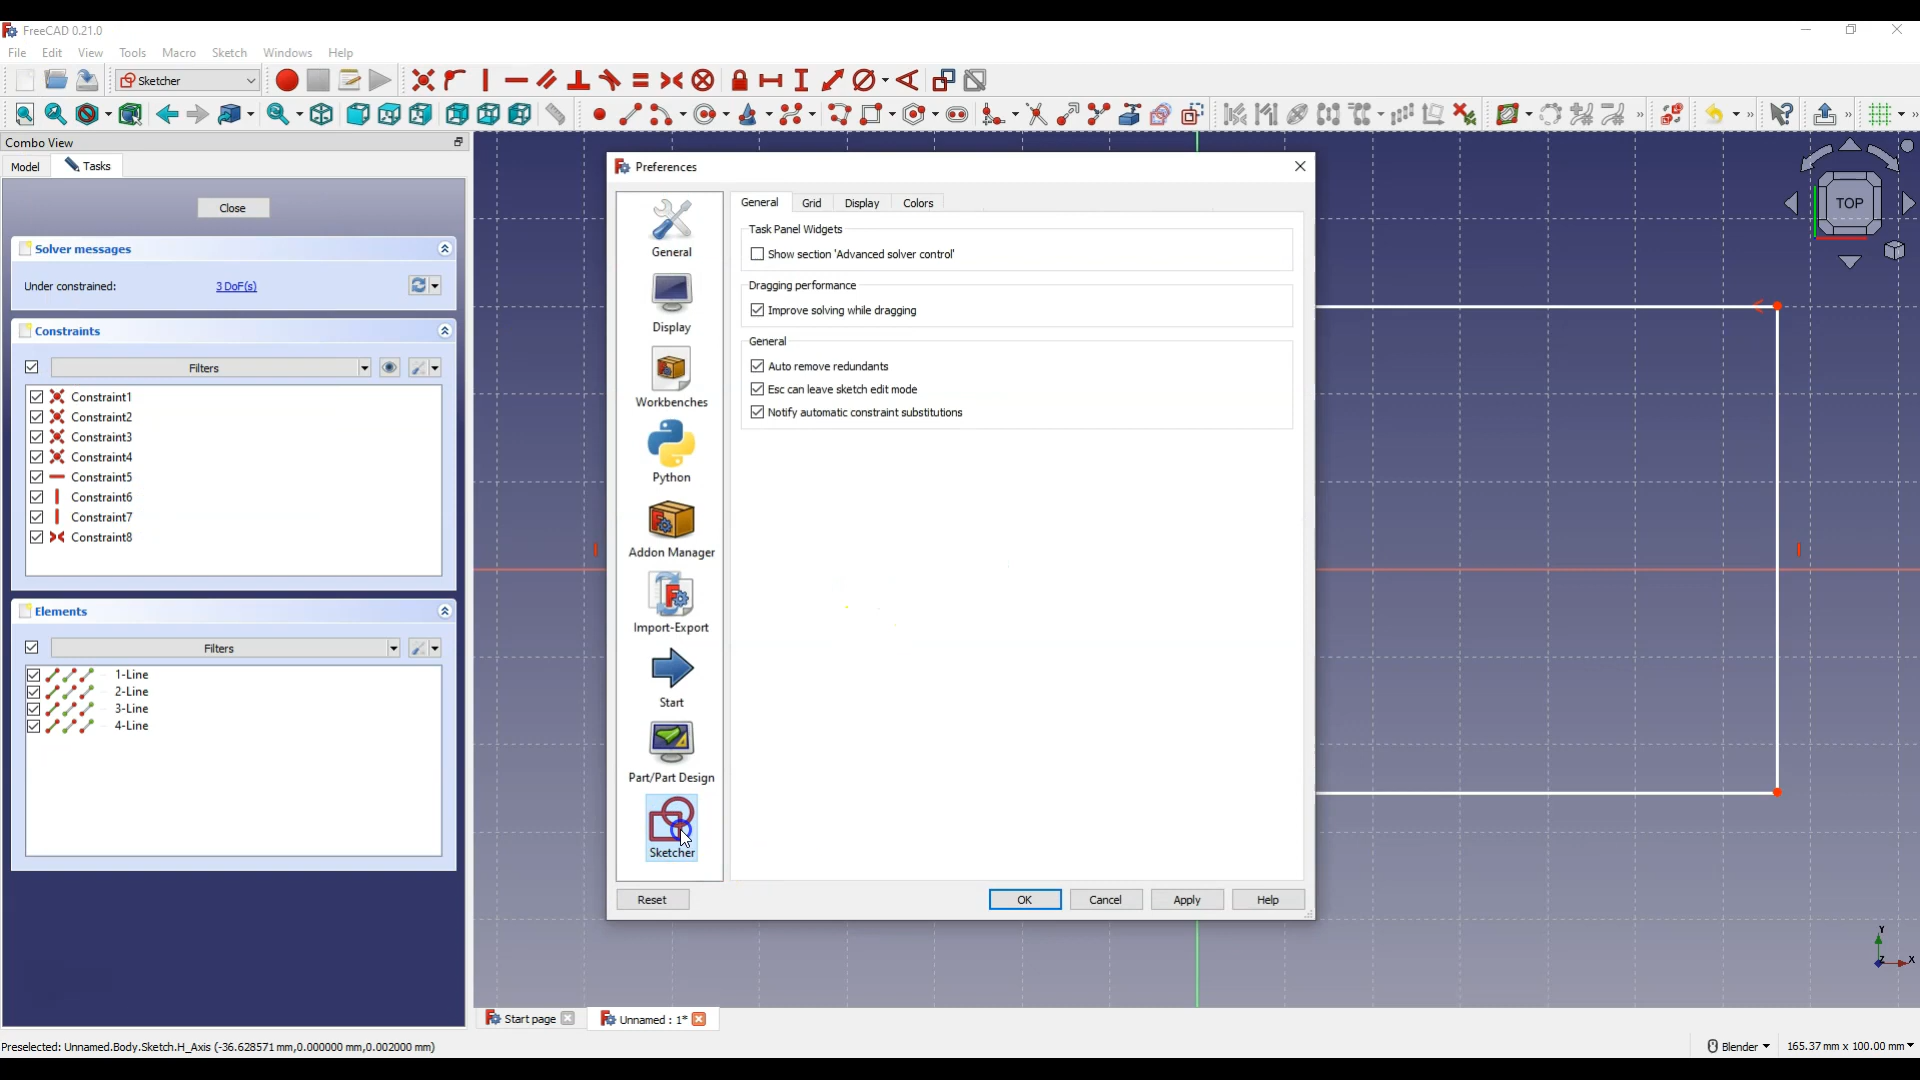 FreeCAD 0.21.0
File Edit View Tools Macro Sketch Windows Help
Sketcher
Combo View
Model Tasks
Close
Solver messages
Under constrained: 3 DoF(s)
Constraints
Filters
Constraint1
Constraint2
Constraint3
Constraint4
Constraint5
Constraint6
Constraint7
Constraint8
Elements
Filters
1-Line
2-Line
3-Line
4-Line
Preferences
General
Display
Workbenches
Python
Addon Manager
Import-Export
Start
Part/Part Design
Sketcher
General Grid Display Colors
Task Panel Widgets
Show section 'Advanced solver control'
Dragging performance
Improve solving while dragging
General
Auto remove redundants
Esc can leave sketch edit mode
Notify automatic constraint substitutions
Reset OK Cancel Apply Help
TOP
Y
Z X
Start page Unnamed : 1*
Preselected: Unnamed.Body.Sketch.H_Axis (-36.628571 mm,0.000000 mm,0.002000 mm)
Blender 165.37 mm x 100.00 mm